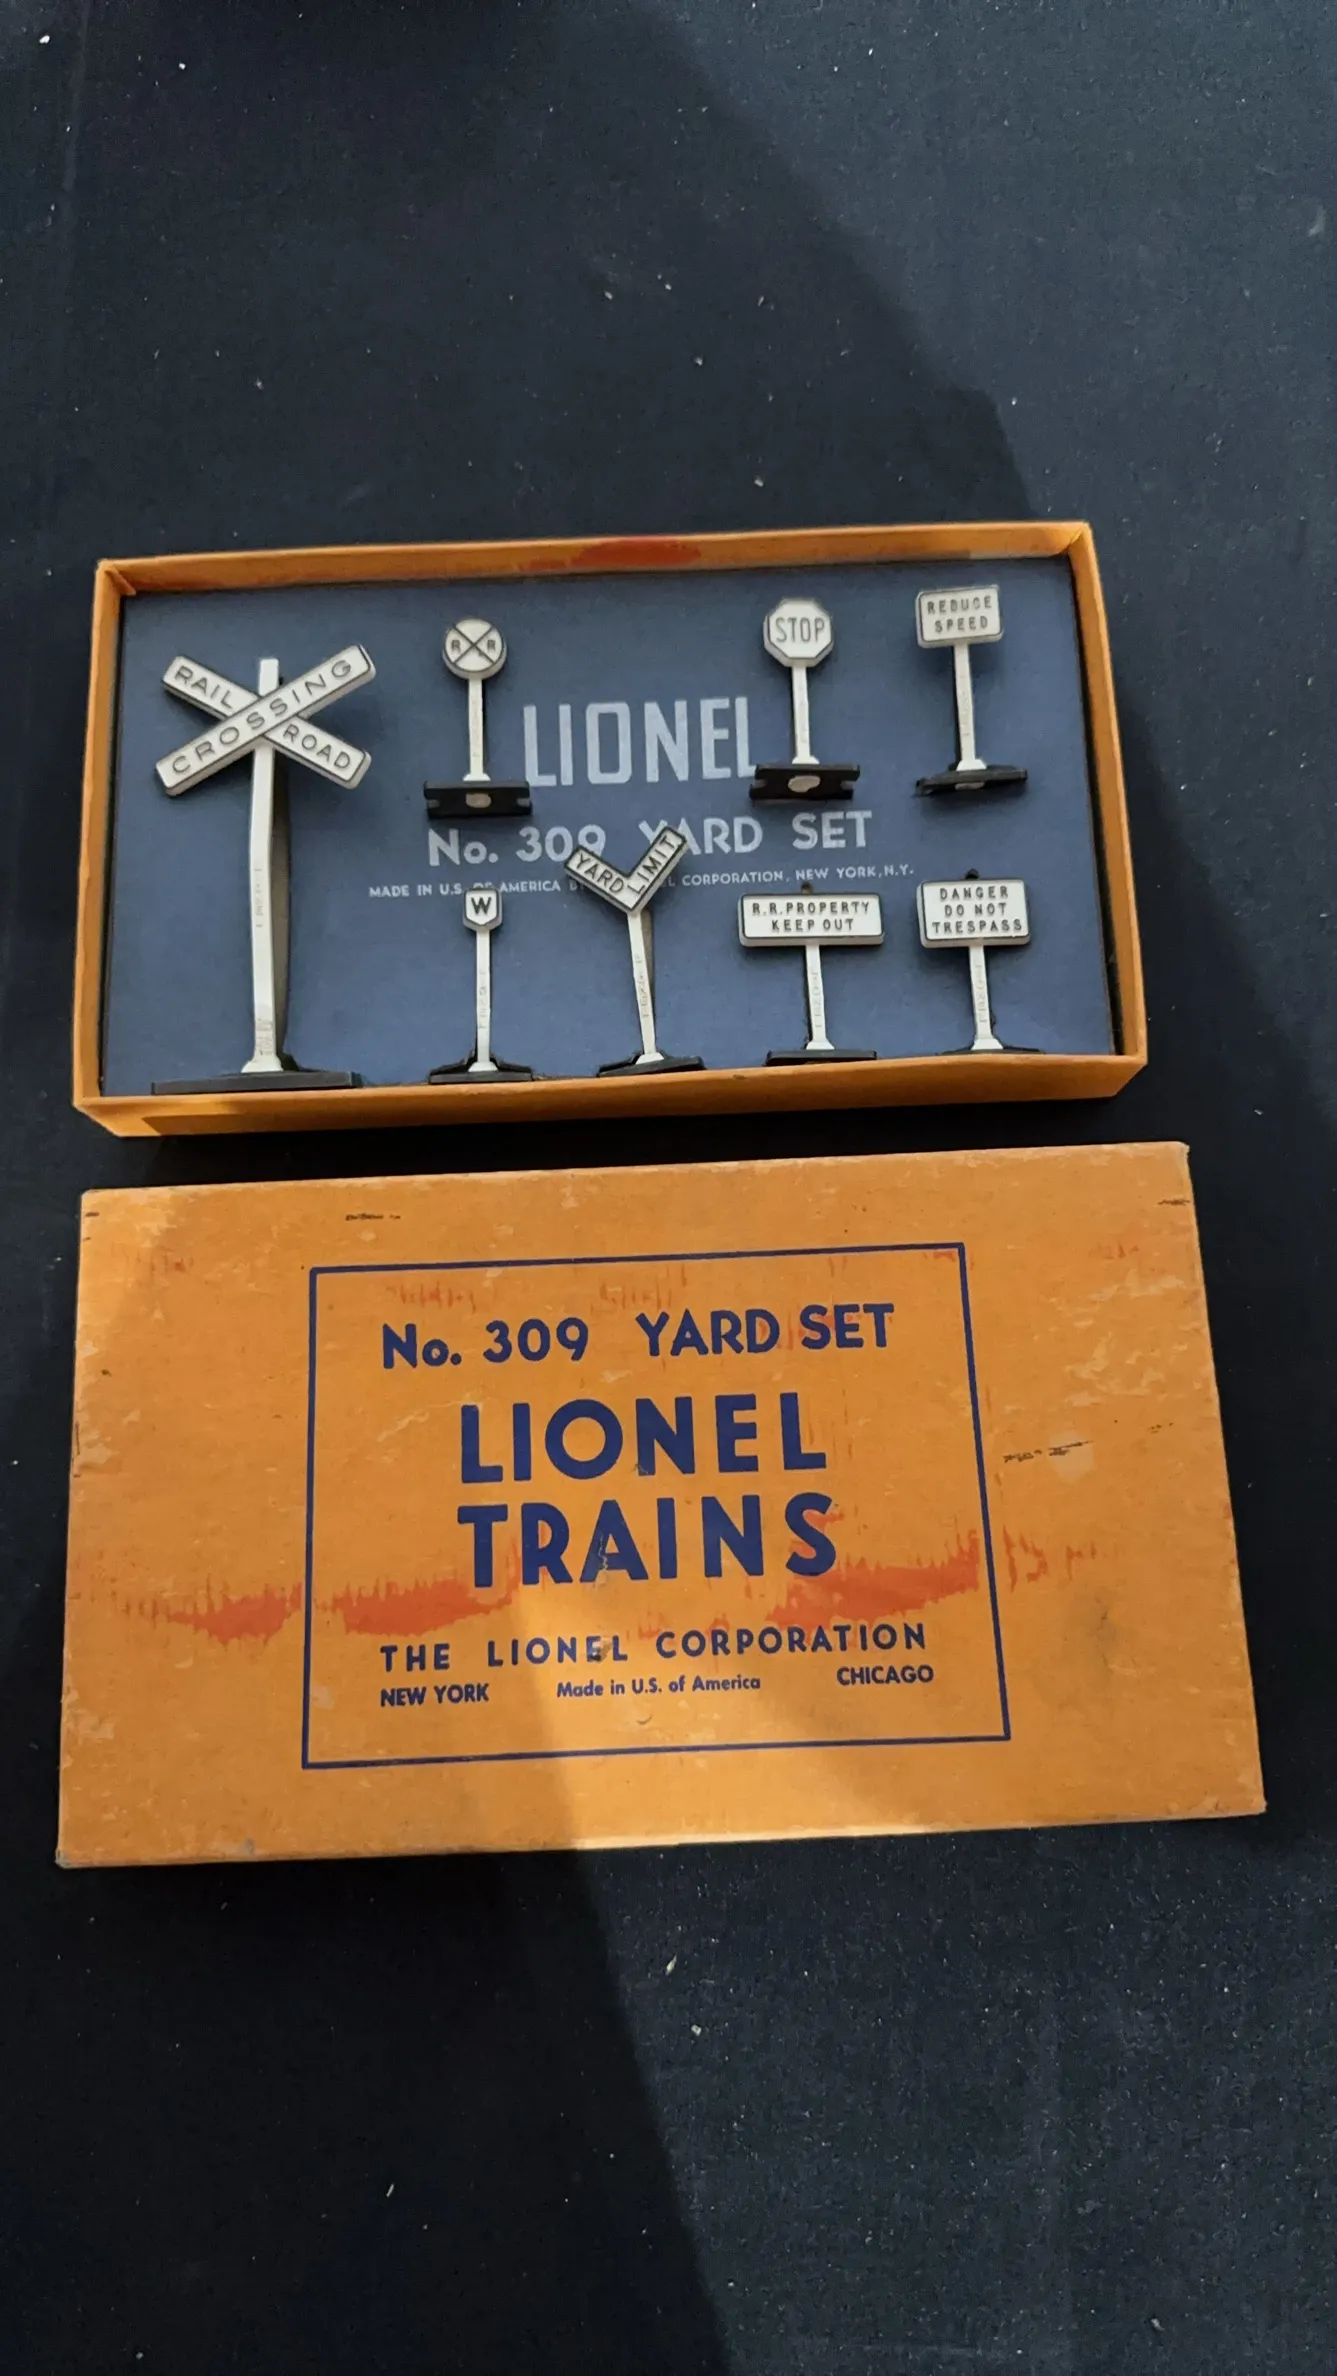 RAIL
ROAD
CROSSING
R R
STOP
REDUCE
SPEED
LIONEL
No. 309 YARD SET
MADE IN U.S. OF AMERICA CORPORATION, NEW YORK, N.Y.
W
YARD LIMIT
R.R. PROPERTY
KEEP OUT
DANGER
DO NOT
TRESPASS
No. 309 YARD SET
LIONEL
TRAINS
THE LIONEL CORPORATION
NEW YORK Made in U.S. of America CHICAGO